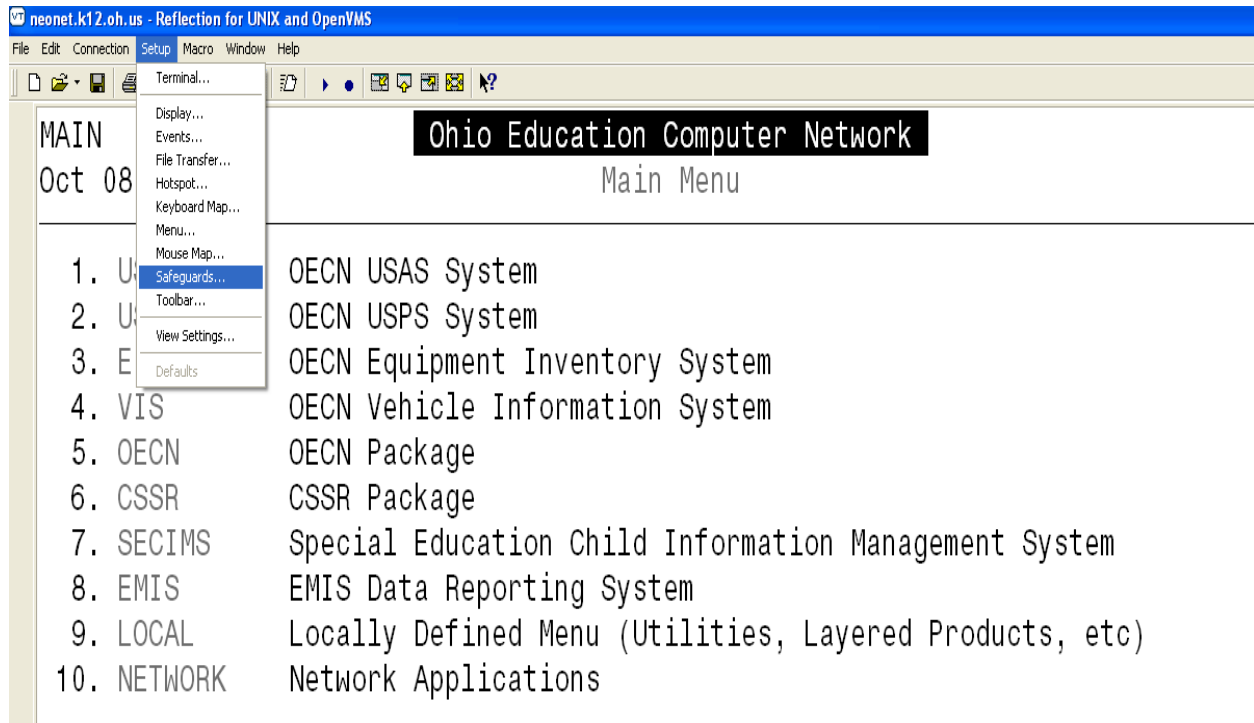 neonet.k12.oh.us - Reflection for UNIX and OpenVMS
File Edit Connection Setup Macro Window Help
Terminal...
Display...
Events...
File Transfer...
Hotspot...
Keyboard Map...
Menu...
Mouse Map...
Safeguards...
Toolbar...
View Settings...
Defaults
MAIN Ohio Education Computer Network
Oct 08 Main Menu
1. U OECN USAS System
2. U OECN USPS System
3. E OECN Equipment Inventory System
4. VIS OECN Vehicle Information System
5. OECN OECN Package
6. CSSR CSSR Package
7. SECIMS Special Education Child Information Management System
8. EMIS EMIS Data Reporting System
9. LOCAL Locally Defined Menu (Utilities, Layered Products, etc)
10. NETWORK Network Applications